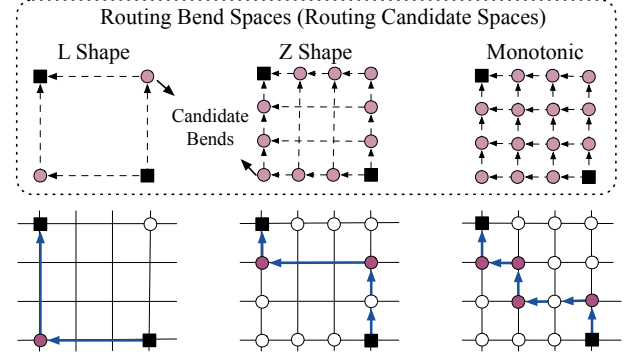 Routing Bend Spaces (Routing Candidate Spaces)
L Shape
Z Shape
Monotonic
Candidate
Bends